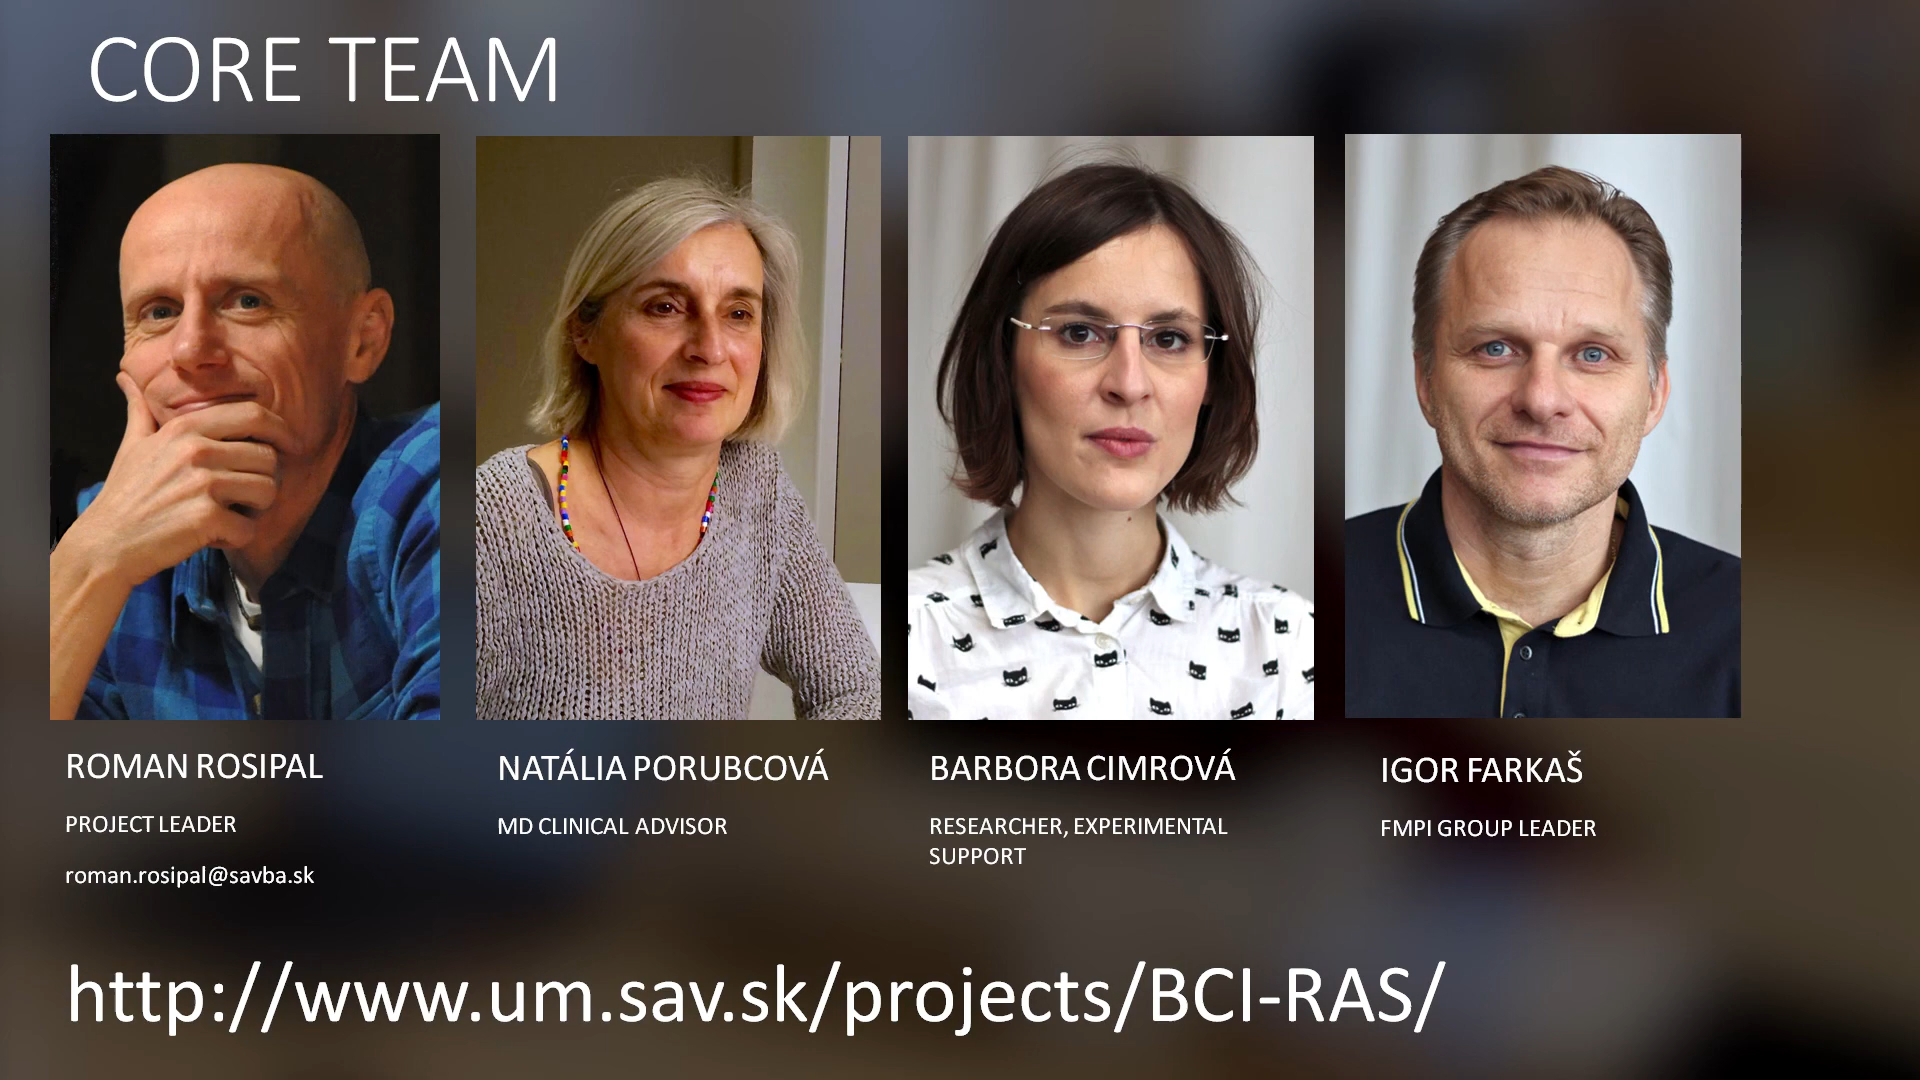 CORE TEAM
ROMAN ROSIPAL
PROJECT LEADER
roman.rosipal@savba.sk
NATÁLIA PORUBCOVÁ
MD CLINICAL ADVISOR
BARBORA CIMROVÁ
RESEARCHER, EXPERIMENTAL
SUPPORT
IGOR FARKAŠ
FMPI GROUP LEADER
http://www.um.sav.sk/projects/BCI-RAS/